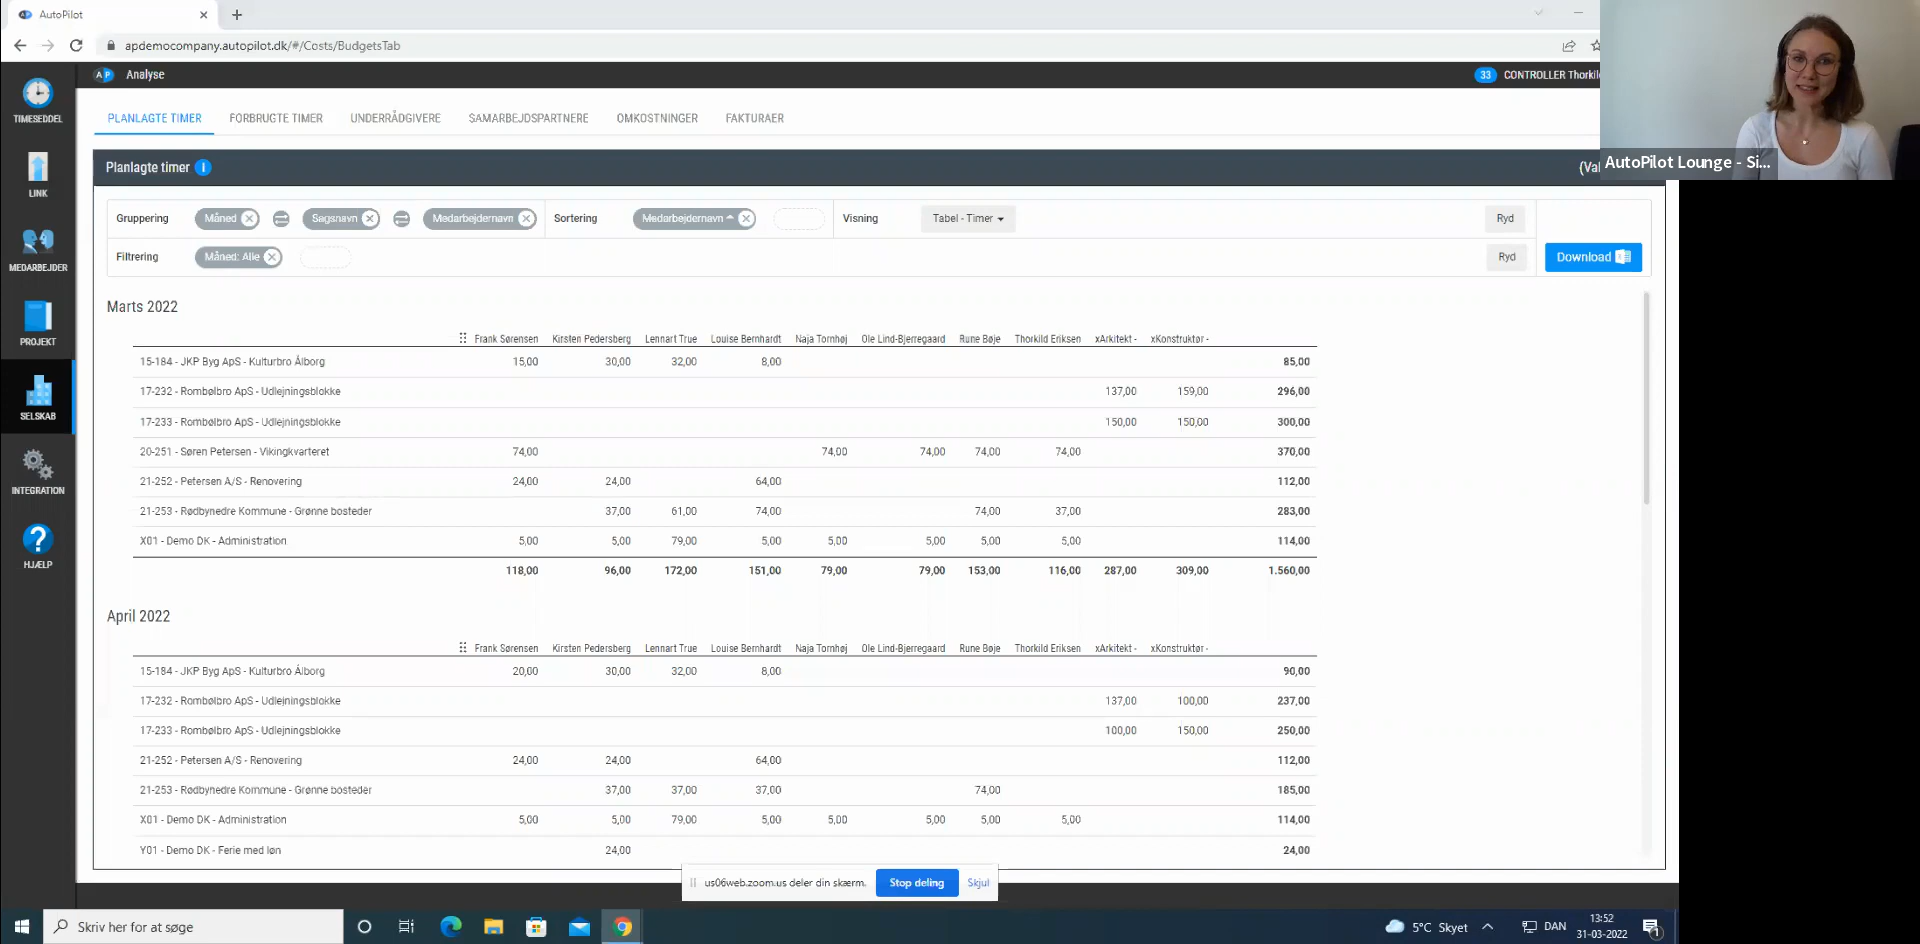 AutoPilot
apdemocompany.autopilot.dk/#/Costs/BudgetsTab
AP Analyse
33 CONTROLLER Thorkil
AutoPilot Lounge - Si...
TIMESEDDEL
LINK
MEDARBEJDER
PROJEKT
SELSKAB
INTEGRATION
HJÆLP
PLANLAGTE TIMER FORBRUGTE TIMER UNDERRÅDGIVERE SAMARBEJDSPARTNERE OMKOSTNINGER FAKTURAER
Planlagte timer (Val
Gruppering Måned Sagsnavn Medarbejdernavn Sortering Medarbejdernavn Visning Tabel - Timer Ryd
Filtrering Måned: Alle Ryd Download
Marts 2022
Frank Sørensen Kirsten Pedersberg Lennart True Louise Bernhardt Naja Tornhøj Ole Lind-Bjerregaard Rune Bøje Thorkild Eriksen xArkitekt - xKonstruktør -
15-184 - JKP Byg ApS - Kulturbro Ålborg 15,00 30,00 32,00 8,00 85,00
17-232 - Rombølbro ApS - Udlejningsblokke 137,00 159,00 296,00
17-233 - Rombølbro ApS - Udlejningsblokke 150,00 150,00 300,00
20-251 - Søren Petersen - Vikingkvarteret 74,00 74,00 74,00 74,00 74,00 370,00
21-252 - Petersen A/S - Renovering 24,00 24,00 64,00 112,00
21-253 - Rødbynedre Kommune - Grønne bosteder 37,00 61,00 74,00 74,00 37,00 283,00
X01 - Demo DK - Administration 5,00 5,00 79,00 5,00 5,00 5,00 5,00 5,00 114,00
118,00 96,00 172,00 151,00 79,00 79,00 153,00 116,00 287,00 309,00 1.560,00
April 2022
Frank Sørensen Kirsten Pedersberg Lennart True Louise Bernhardt Naja Tornhøj Ole Lind-Bjerregaard Rune Bøje Thorkild Eriksen xArkitekt - xKonstruktør -
15-184 - JKP Byg ApS - Kulturbro Ålborg 20,00 30,00 32,00 8,00 90,00
17-232 - Rombølbro ApS - Udlejningsblokke 137,00 100,00 237,00
17-233 - Rombølbro ApS - Udlejningsblokke 100,00 150,00 250,00
21-252 - Petersen A/S - Renovering 24,00 24,00 64,00 112,00
21-253 - Rødbynedre Kommune - Grønne bosteder 37,00 37,00 37,00 74,00 185,00
X01 - Demo DK - Administration 5,00 5,00 79,00 5,00 5,00 5,00 5,00 5,00 114,00
Y01 - Demo DK - Ferie med løn 24,00 24,00
us06web.zoom.us deler din skærm. Stop deling Skjul
Skriv her for at søge
5°C Skyet DAN
13:52
31-03-2022
1